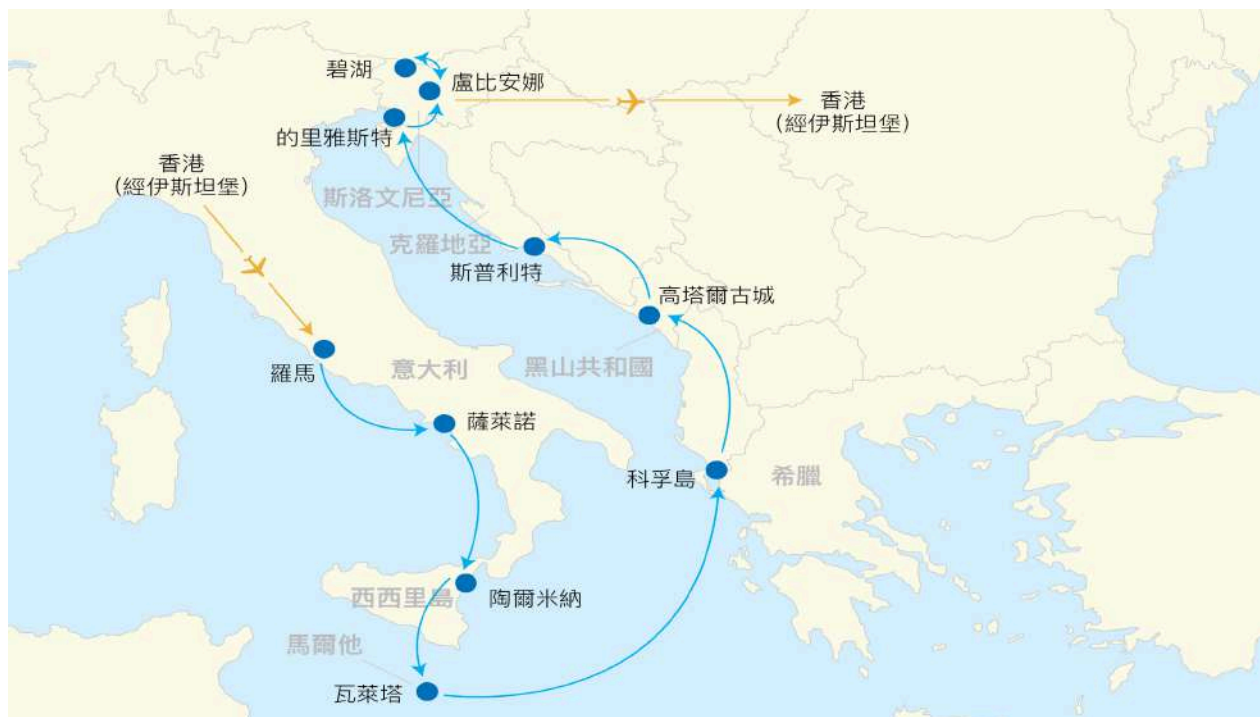 碧湖
盧比安娜
香港
(經伊斯坦堡)
的里雅斯特
香港
(經伊斯坦堡)
斯洛文尼亞
克羅地亞
斯普利特
高塔爾古城
羅馬
意大利
黑山共和國
薩萊諾
科孚島
希臘
西西里島
陶爾米納
馬爾他
瓦萊塔